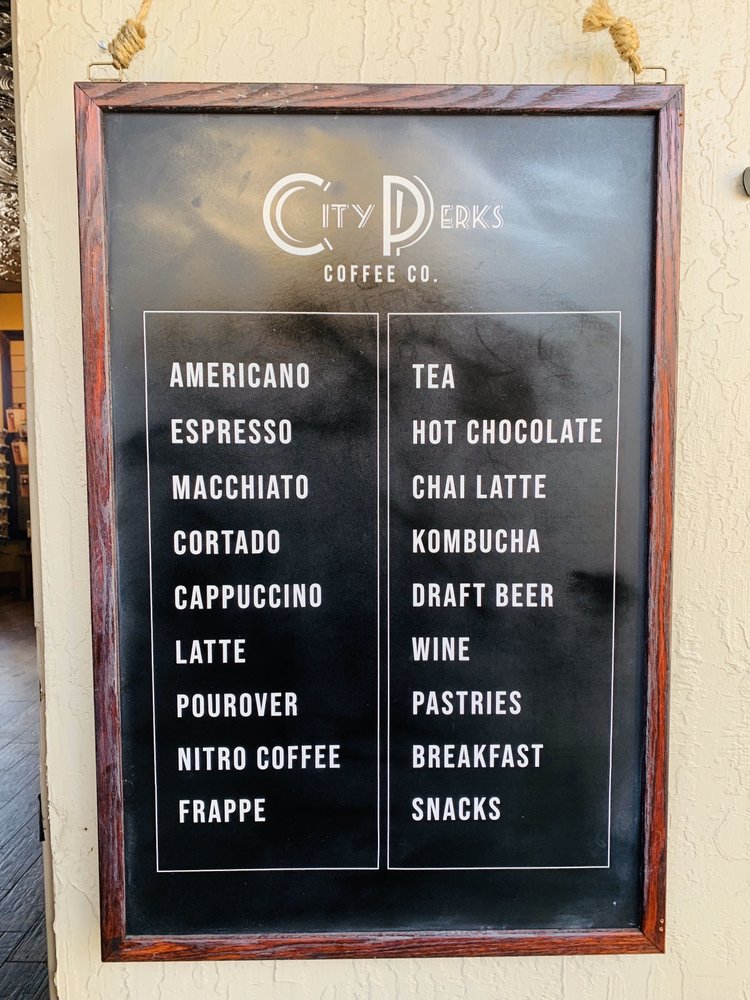 CITY PERKS
COFFEE CO.
AMERICANO
ESPRESSO
MACCHIATO
CORTADO
CAPPUCCINO
LATTE
POUROVER
NITRO COFFEE
FRAPPE
TEA
HOT CHOCOLATE
CHAI LATTE
KOMBUCHA
DRAFT BEER
WINE
PASTRIES
BREAKFAST
SNACKS